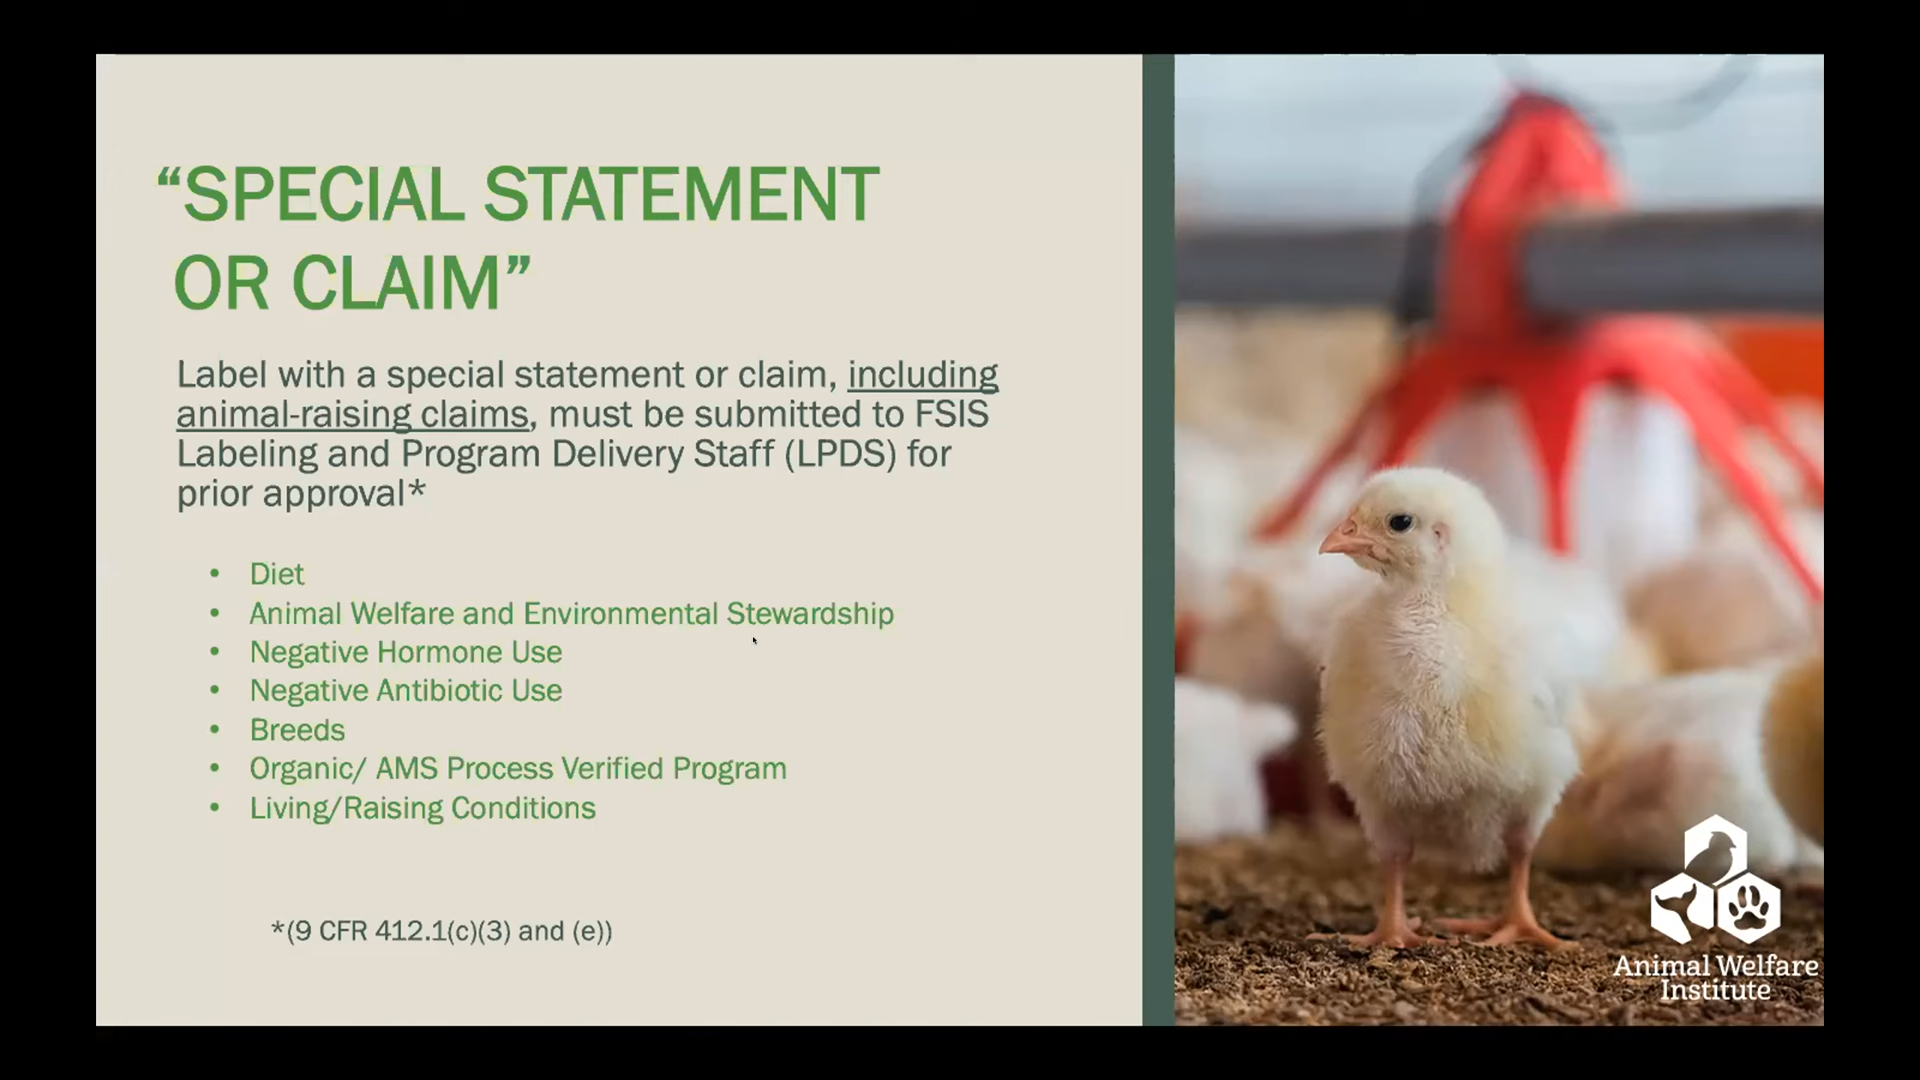 “SPECIAL STATEMENT
OR CLAIM”
Label with a special statement or claim, including
animal-raising claims, must be submitted to FSIS
Labeling and Program Delivery Staff (LPDS) for
prior approval*
• Diet
• Animal Welfare and Environmental Stewardship
• Negative Hormone Use
• Negative Antibiotic Use
• Breeds
• Organic/ AMS Process Verified Program
• Living/Raising Conditions
*(9 CFR 412.1(c)(3) and (e))
Animal Welfare
Institute